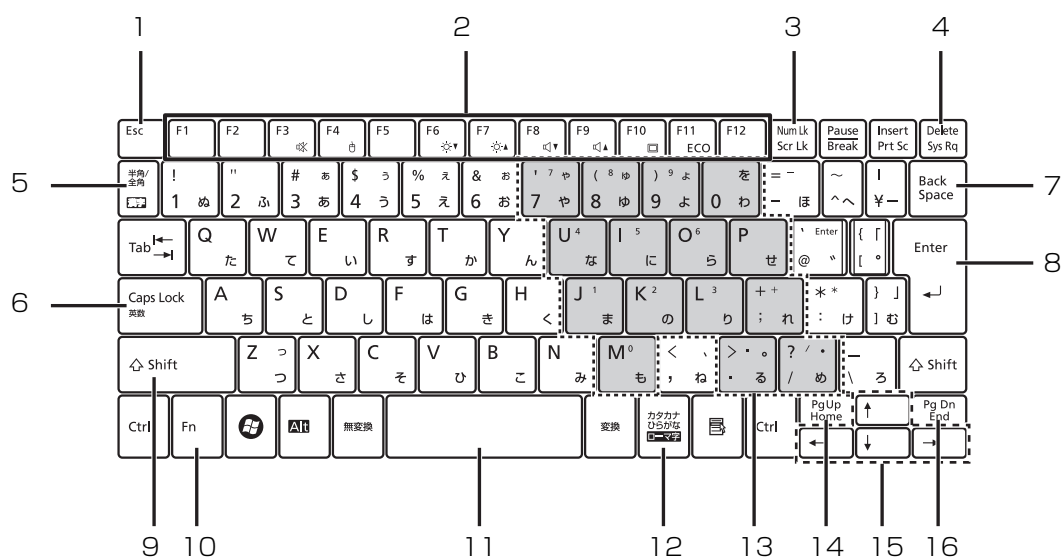 1 2 3 4
Esc F1 F2 F3 F4 F5 F6 F7 F8 F9 F10 F11 F12 Num Lk Pause Insert Delete
ECO Scr Lk Break Prt Sc Sys Rq
5
半角/
全角
漢字
! " # ぁ $ ぅ % ぇ & ぉ ' 7 ゃ ( 8 ゅ ) 9 ょ を = − ~ | Back
1 ぬ 2 ふ 3 あ 4 う 5 え 6 お 7 や 8 ゆ 9 よ 0 わ − ほ ^ へ ¥ ー Space
7
Tab Q W E R T Y U 4 I 5 O 6 P ` Enter { 「 Enter
た て い す か ん な に ら せ @ ゛ [ ゜
8
6
Caps Lock A S D F G H J 1 K 2 L 3 + + * * } 」
英数 ち と し は き く ま の り ; れ : け ] む
Shift Z っ X C V B N M 0 < 、 > . 。 ? / ・ _ Shift
つ さ そ ひ こ み も , ね . る / め \ ろ
Ctrl Fn Alt 無変換 変換 カタカナ Ctrl PgUp ↑ Pg Dn
ひらがな Home End
ローマ字 ← ↓ →
9 10 11 12 13 14 15 16